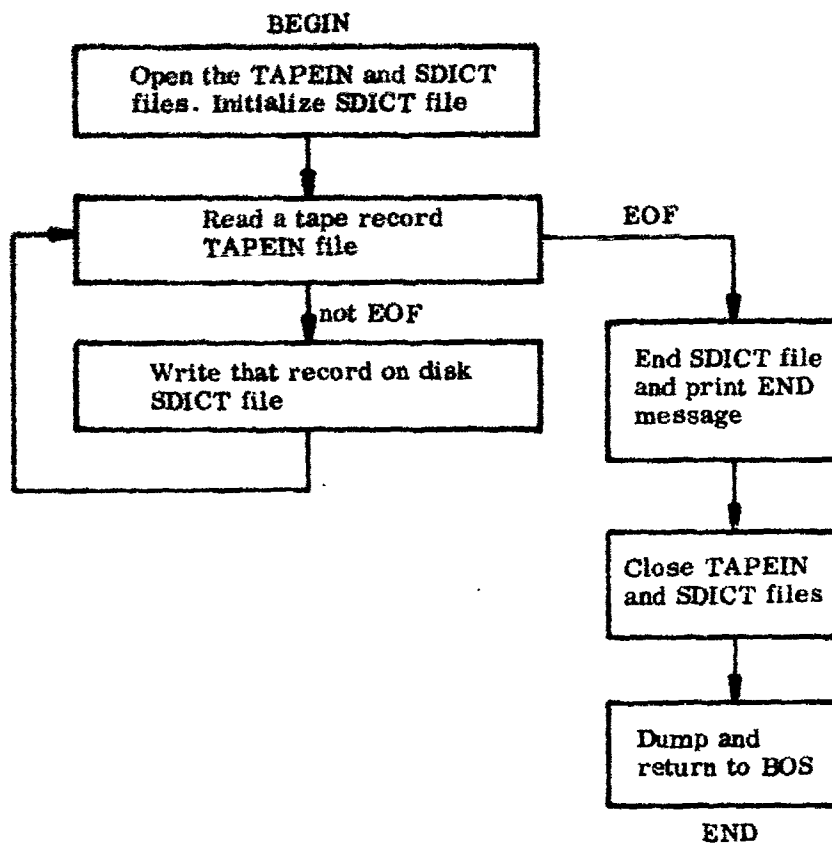 BEGIN
Open the TAPEIN and SDICT
files. Initialize SDICT file
Read a tape record
TAPEIN file
EOF
not EOF
Write that record on disk
SDICT file
End SDICT file
and print END
message
Close TAPEIN
and SDICT files
Dump and
return to BOS
END